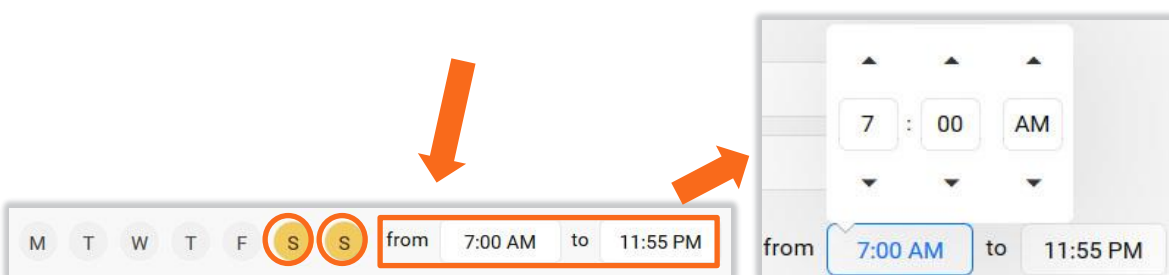 M T W T F S S from 7:00 AM to 11:55 PM
7 : 00 AM
from 7:00 AM to 11:55 PM